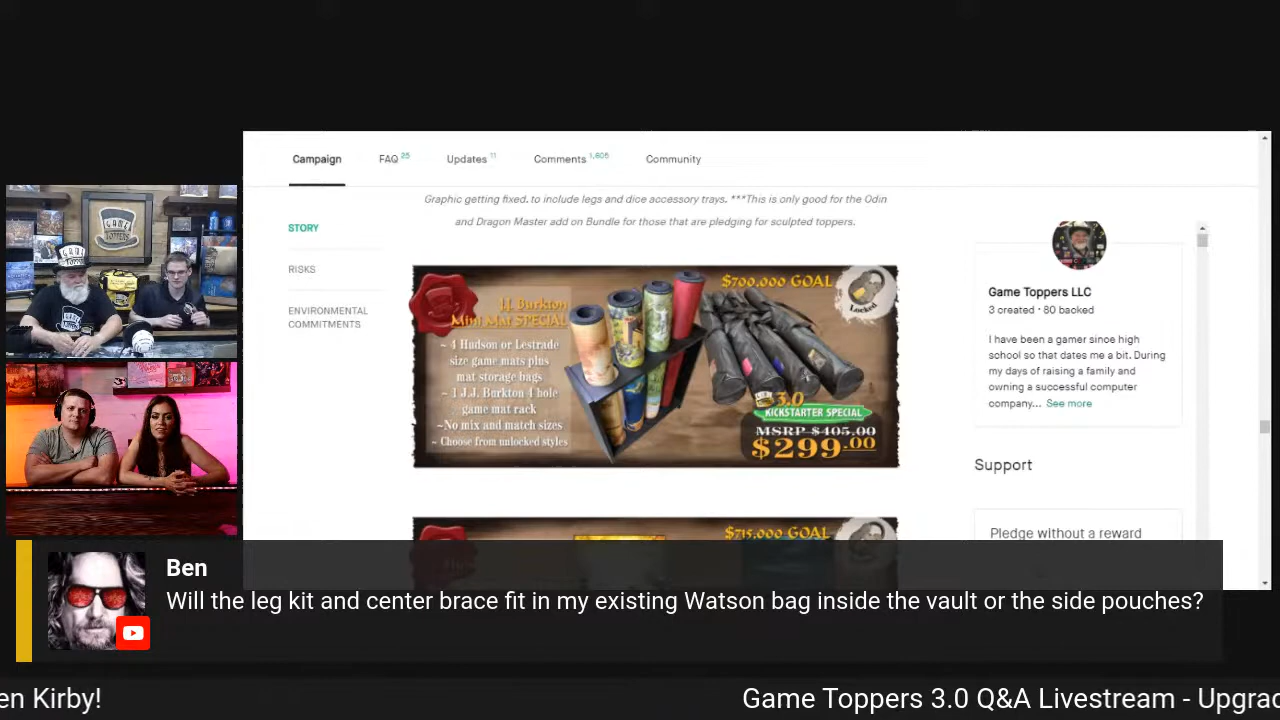 Campaign
FAQ 25
Updates 11
Comments 1,605
Community
Graphic getting fixed. to include legs and dice accessory trays. ***This is only good for the Odin
and Dragon Master add on Bundle for those that are pledging for sculpted toppers.
STORY
RISKS
ENVIRONMENTAL
COMMITMENTS
GAME
TOPPERS
$700,000 GOAL
Locked
J.J. Burkton
Mini Mat SPECIAL
~ 4 Hudson or Lestrade
size game mats plus
mat storage bags
~ 1 J.J. Burkton 4 hole
game mat rack
~No mix and match sizes
~ Choose from unlocked styles
3.0
KICKSTARTER SPECIAL
MSRP $405.00
$299.00
$715,000 GOAL
Game Toppers LLC
3 created · 80 backed
I have been a gamer since high
school so that dates me a bit. During
my days of raising a family and
owning a successful computer
company... See more
Support
Pledge without a reward
Ben
Will the leg kit and center brace fit in my existing Watson bag inside the vault or the side pouches?
en Kirby!
Game Toppers 3.0 Q&A Livestream - Upgrad